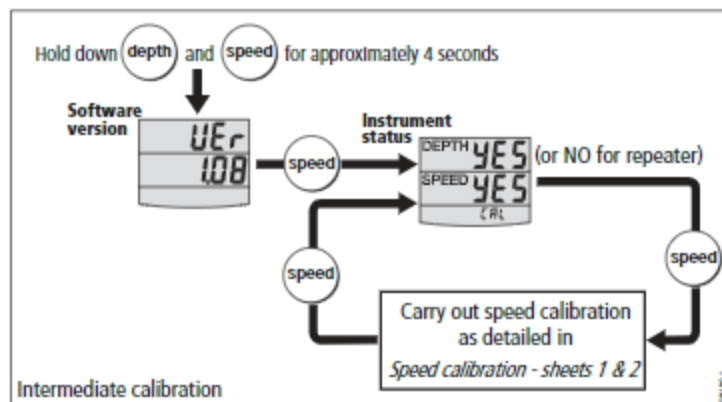 Hold down depth and speed for approximately 4 seconds
Software
version
VEr
1.08
speed
Instrument
status
DEPTH YES (or NO for repeater)
SPEED YES
CAL
speed
speed
Carry out speed calibration
as detailed in
Speed calibration - sheets 1 & 2
Intermediate calibration